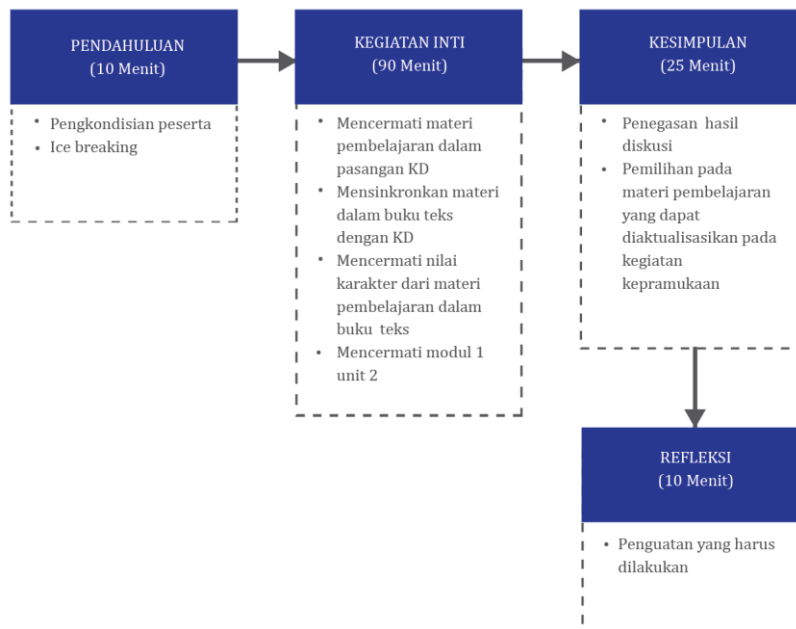 PENDAHULUAN
(10 Menit)
• Pengkondisian peserta
• Ice breaking
KEGIATAN INTI
(90 Menit)
• Mencermati materi
pembelajaran dalam
pasangan KD
• Mensinkronkan materi
dalam buku teks
dengan KD
• Mencermati nilai
karakter dari materi
pembelajaran dalam
buku teks
• Mencermati modul 1
unit 2
KESIMPULAN
(25 Menit)
• Penegasan hasil
diskusi
• Pemilihan pada
materi pembelajaran
yang dapat
diaktualisasikan pada
kegiatan
kepramukaan
REFLEKSI
(10 Menit)
• Penguatan yang harus
dilakukan